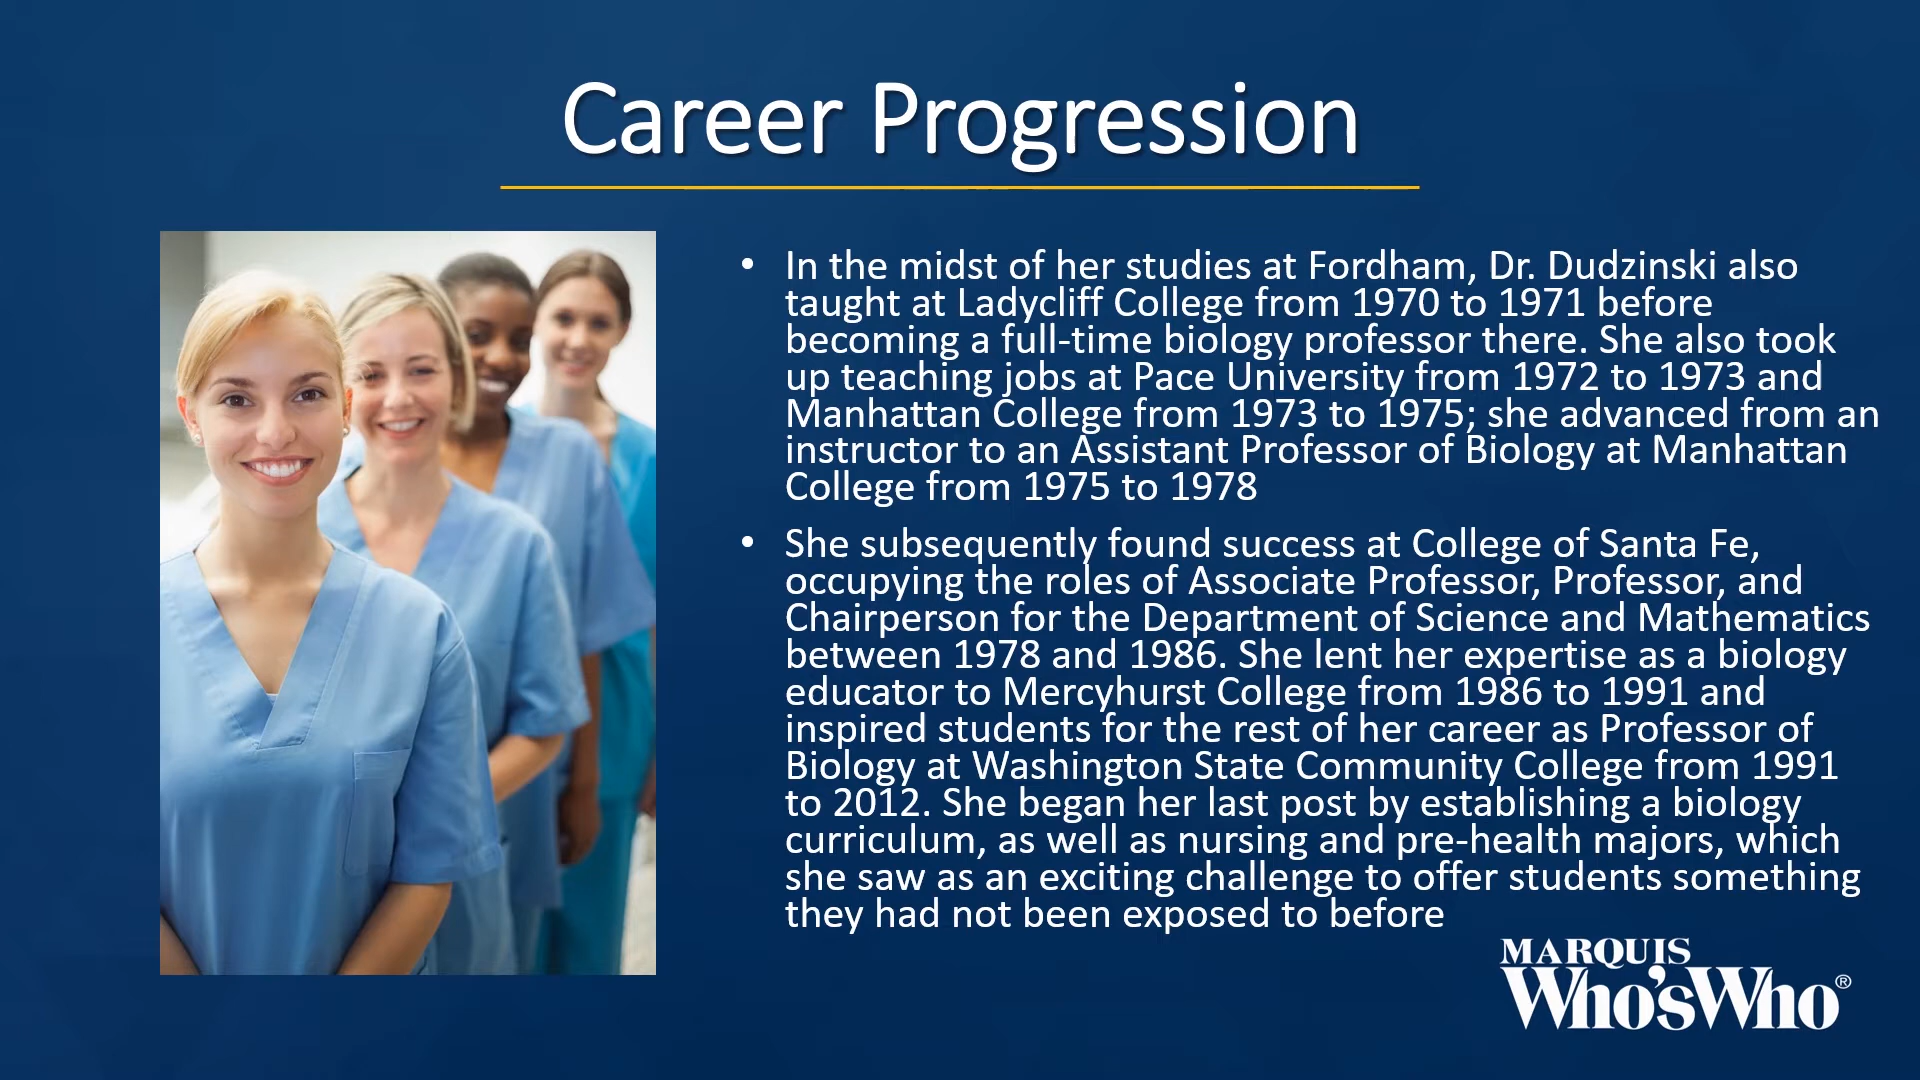 Career Progression
• In the midst of her studies at Fordham, Dr. Dudzinski also
taught at Ladycliff College from 1970 to 1971 before
becoming a full-time biology professor there. She also took
up teaching jobs at Pace University from 1972 to 1973 and
Manhattan College from 1973 to 1975; she advanced from an
instructor to an Assistant Professor of Biology at Manhattan
College from 1975 to 1978
• She subsequently found success at College of Santa Fe,
occupying the roles of Associate Professor, Professor, and
Chairperson for the Department of Science and Mathematics
between 1978 and 1986. She lent her expertise as a biology
educator to Mercyhurst College from 1986 to 1991 and
inspired students for the rest of her career as Professor of
Biology at Washington State Community College from 1991
to 2012. She began her last post by establishing a biology
curriculum, as well as nursing and pre-health majors, which
she saw as an exciting challenge to offer students something
they had not been exposed to before
MARQUIS
Who'sWho®